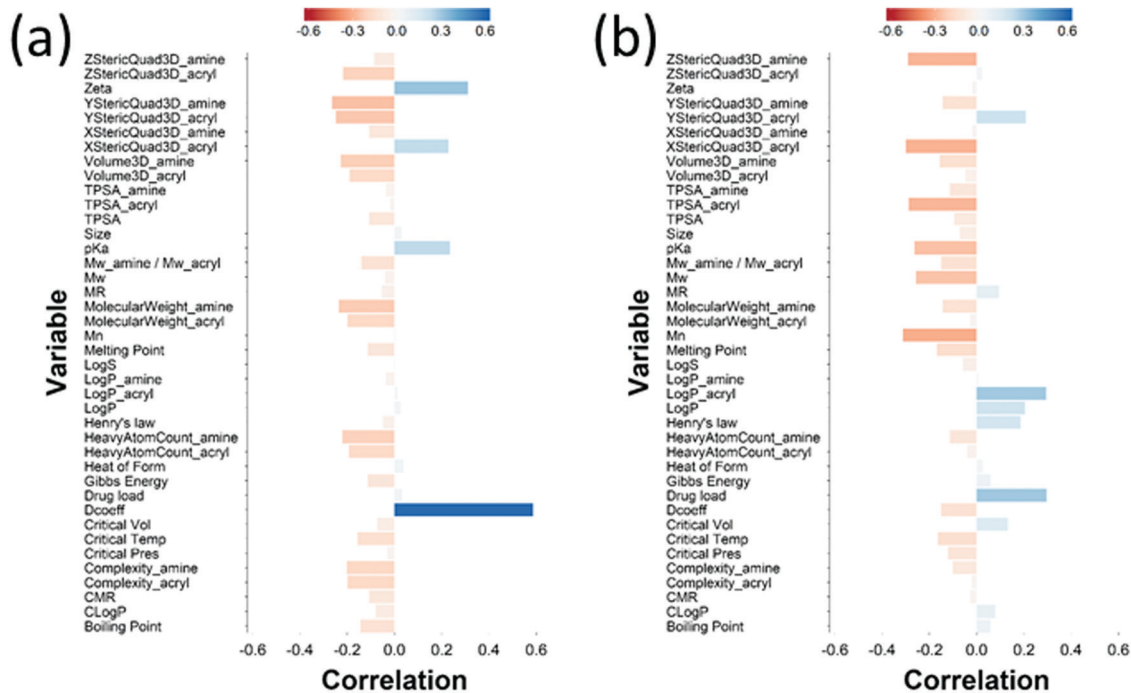 (a)
-0.6 -0.3 0.0 0.3 0.6
Variable
ZStericQuad3D_amine
ZStericQuad3D_acryl
Zeta
YStericQuad3D_amine
YStericQuad3D_acryl
XStericQuad3D_amine
XStericQuad3D_acryl
Volume3D_amine
Volume3D_acryl
TPSA_amine
TPSA_acryl
TPSA
Size
pKa
Mw_amine / Mw_acryl
Mw
MR
MolecularWeight_amine
MolecularWeight_acryl
Mn
Melting Point
LogS
LogP_amine
LogP_acryl
LogP
Henry's law
HeavyAtomCount_amine
HeavyAtomCount_acryl
Heat of Form
Gibbs Energy
Drug load
Dcoeff
Critical Vol
Critical Temp
Critical Pres
Complexity_amine
Complexity_acryl
CMR
CLogP
Boiling Point
-0.6 -0.4 -0.2 0.0 0.2 0.4 0.6
Correlation
(b)
-0.6 -0.3 0.0 0.3 0.6
Variable
ZStericQuad3D_amine
ZStericQuad3D_acryl
Zeta
YStericQuad3D_amine
YStericQuad3D_acryl
XStericQuad3D_amine
XStericQuad3D_acryl
Volume3D_amine
Volume3D_acryl
TPSA_amine
TPSA_acryl
TPSA
Size
pKa
Mw_amine / Mw_acryl
Mw
MR
MolecularWeight_amine
MolecularWeight_acryl
Mn
Melting Point
LogS
LogP_amine
LogP_acryl
LogP
Henry's law
HeavyAtomCount_amine
HeavyAtomCount_acryl
Heat of Form
Gibbs Energy
Drug load
Dcoeff
Critical Vol
Critical Temp
Critical Pres
Complexity_amine
Complexity_acryl
CMR
CLogP
Boiling Point
-0.6 -0.4 -0.2 0.0 0.2 0.4 0.6
Correlation